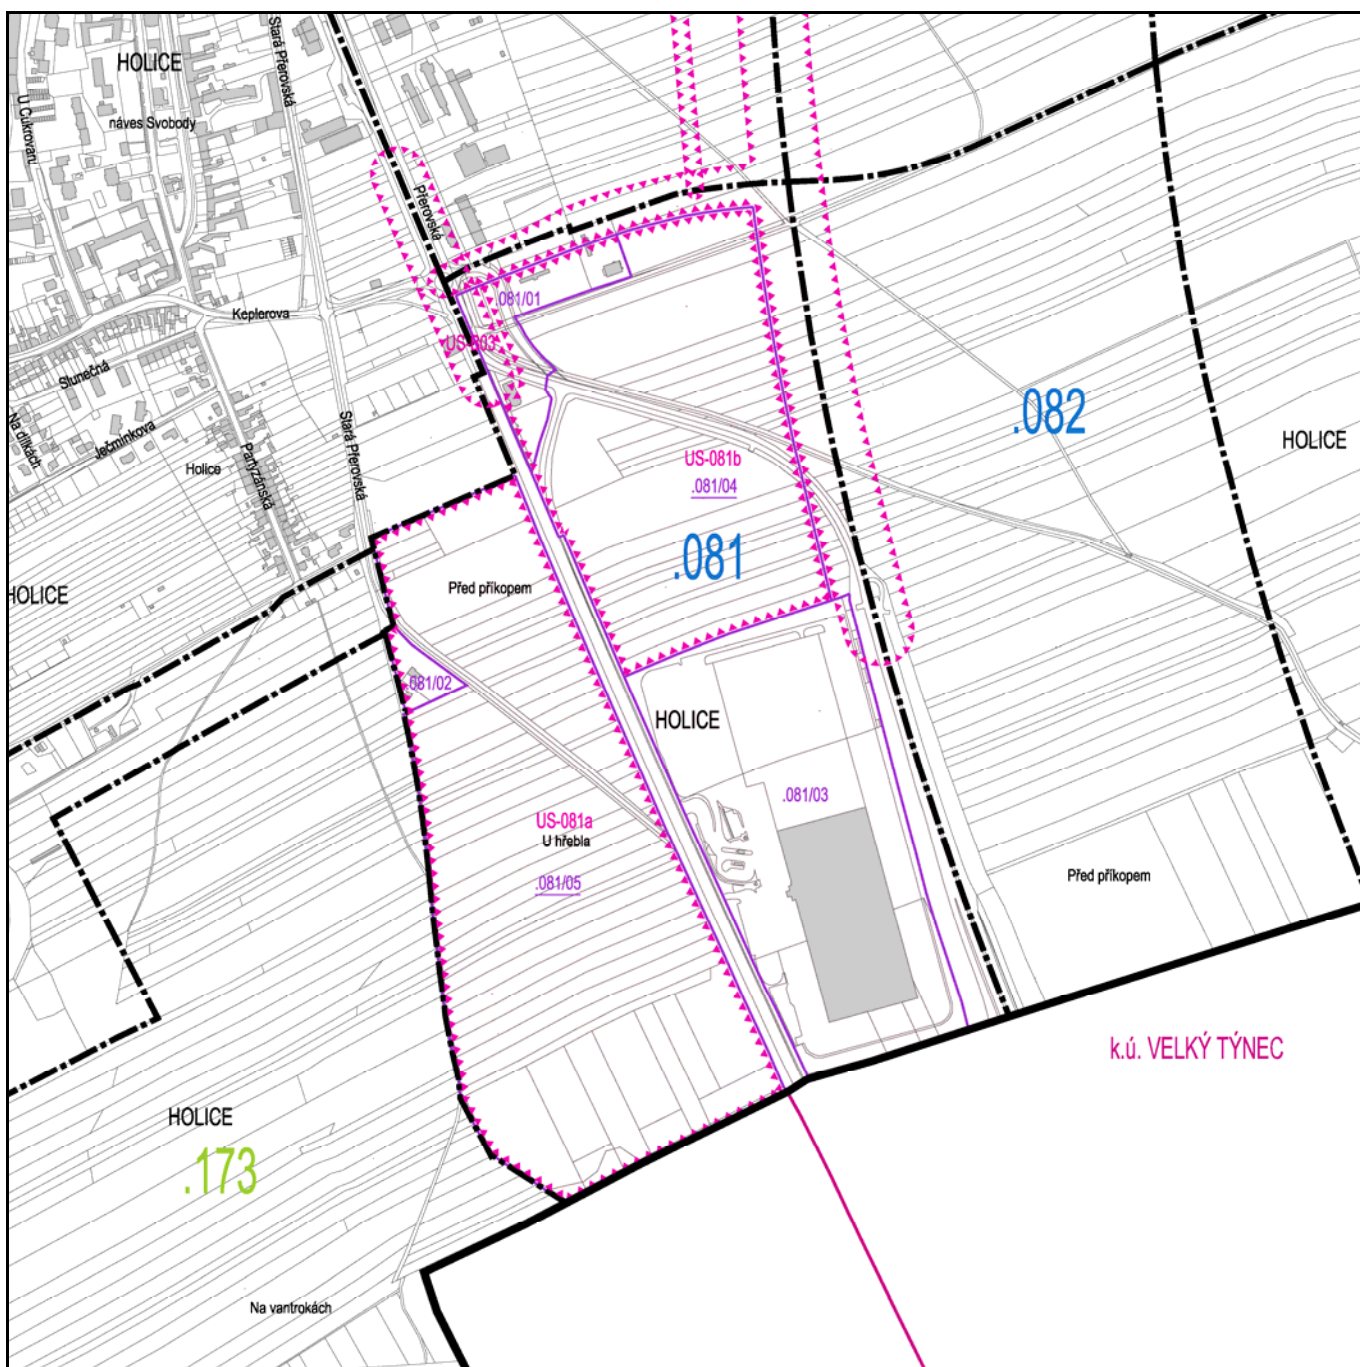 HOLICE
Stará Přerovská
U Cukrovaru
náves Svobody
Přerovská
.081/01
Keplerova
US-
Slunečná
Na dílkách
Ječmínkova
Holice
Partyzánská
Stará Přerovská
.082
HOLICE
US-081b
.081/04
.081
Před příkopem
HOLICE
.081/02
HOLICE
.081/03
US-081a
U hřebla
.081/05
Před příkopem
k.ú. VELKÝ TÝNEC
HOLICE
.173
Na vantrokách